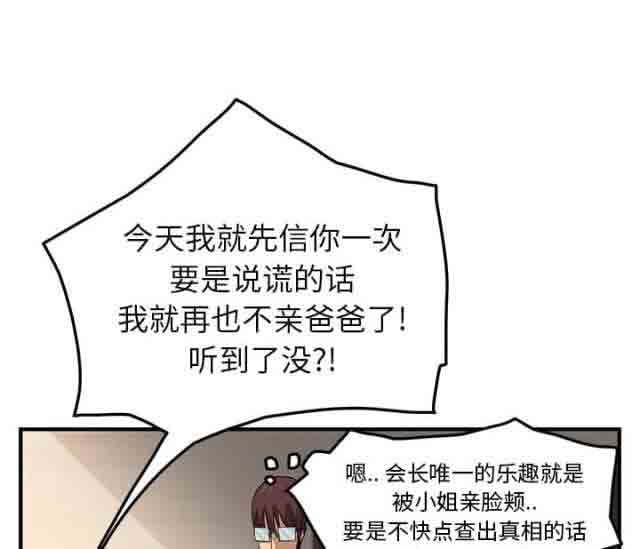 今天我就先信你一次
要是说谎的话
我就再也不亲爸爸了!
听到了没?!
嗯.. 会长唯一的乐趣就是
被小姐亲脸颊..
要是不快点查出真相的话